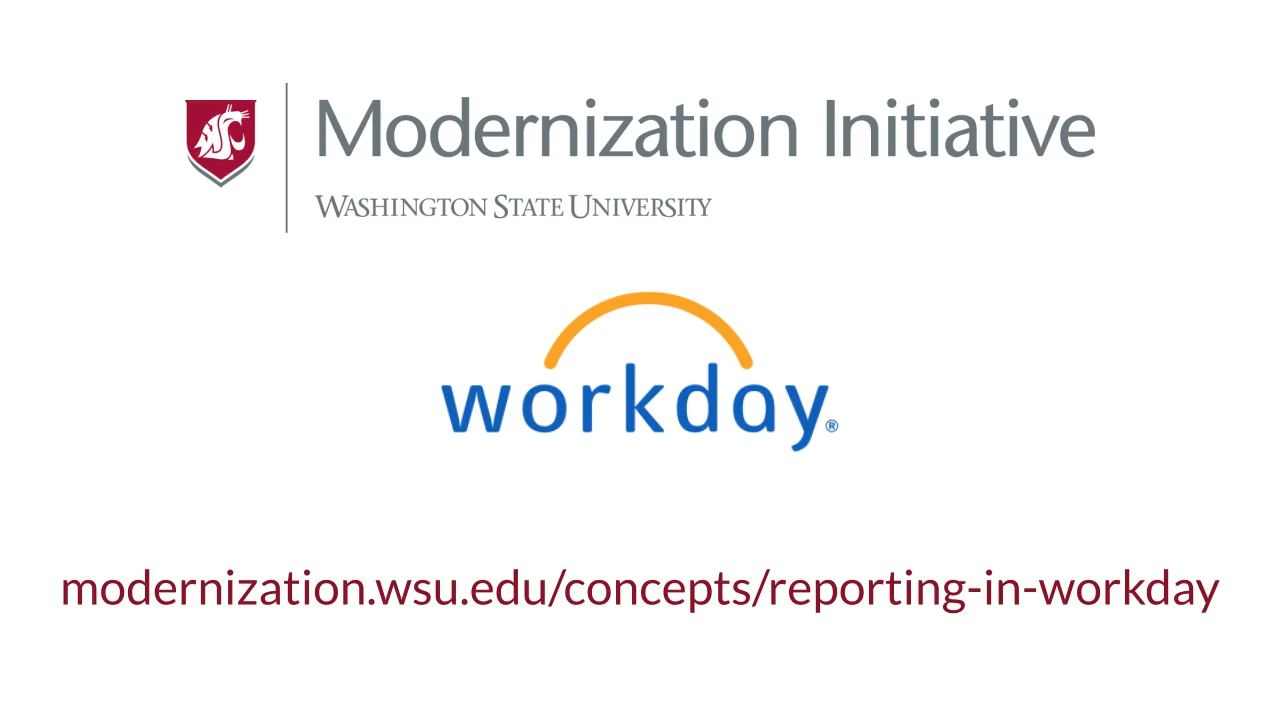 Modernization Initiative
WASHINGTON STATE UNIVERSITY
workday®
modernization.wsu.edu/concepts/reporting-in-workday